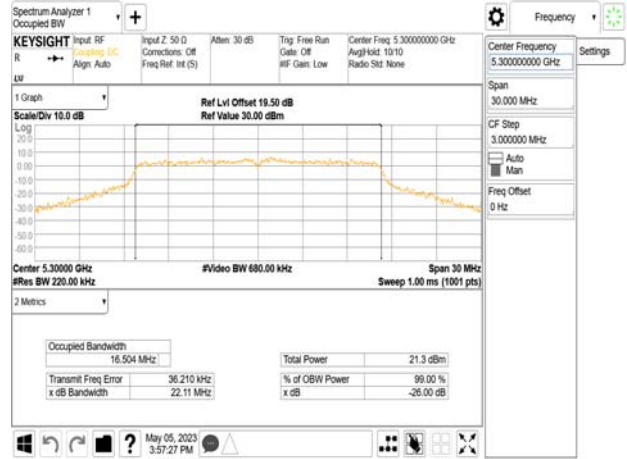 Spectrum Analyzer 1
Occupied BW
Frequency
KEYSIGHT
R
Input: RF
Coupling: DC
Align: Auto
Input Z: 50 Ω
Corrections: Off
Freq Ref: Int (S)
Atten: 30 dB
Trig: Free Run
Gate: Off
#IF Gain: Low
Center Freq: 5.300000000 GHz
Avg|Hold: 10/10
Radio Std: None
Center Frequency
5.300000000 GHz
Settings
Span
30.000 MHz
CF Step
3.000000 MHz
Auto
Man
Freq Offset
0 Hz
1 Graph
Scale/Div 10.0 dB
Ref Lvl Offset 19.50 dB
Ref Value 30.00 dBm
Log
20.0
10.0
0.00
-10.0
-20.0
-30.0
-40.0
-50.0
-60.0
Center 5.30000 GHz
#Res BW 220.00 kHz
#Video BW 680.00 kHz
Span 30 MHz
Sweep 1.00 ms (1001 pts)
2 Metrics
Occupied Bandwidth
16.504 MHz
Transmit Freq Error 36.210 kHz
x dB Bandwidth 22.11 MHz
Total Power 21.3 dBm
% of OBW Power 99.00 %
x dB -26.00 dB
?
May 05, 2023
3:57:27 PM